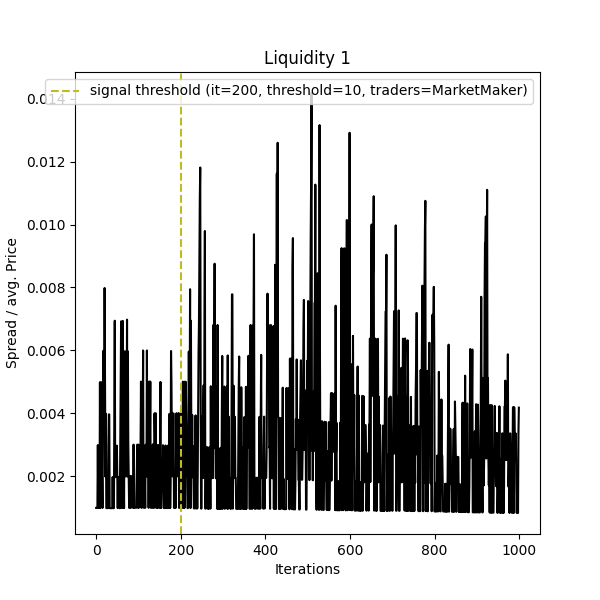 Liquidity 1
signal threshold (it=200, threshold=10, traders=MarketMaker)
0.014
0.012
0.010
0.008
0.006
0.004
0.002
Spread / avg. Price
0 200 400 600 800 1000
Iterations